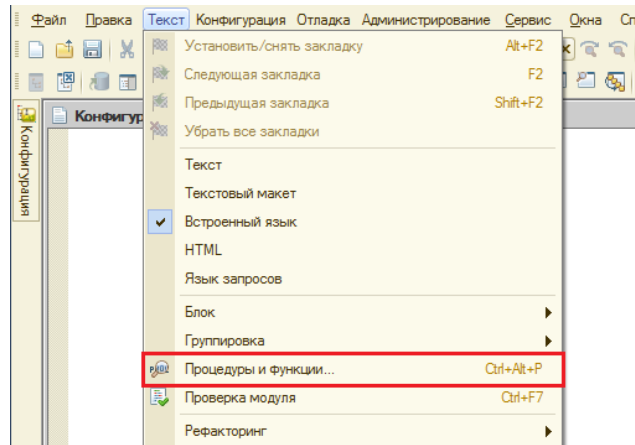 Файл Правка Текст Конфигурация Отладка Администрирование Сервис Окна Сп
Установить/снять закладку Alt+F2
Следующая закладка F2
Предыдущая закладка Shift+F2
Убрать все закладки
Конфигур
Конфигурация
Текст
Текстовый макет
Встроенный язык
HTML
Язык запросов
Блок
Группировка
Процедуры и функции... Ctrl+Alt+P
Проверка модуля Ctrl+F7
Рефакторинг